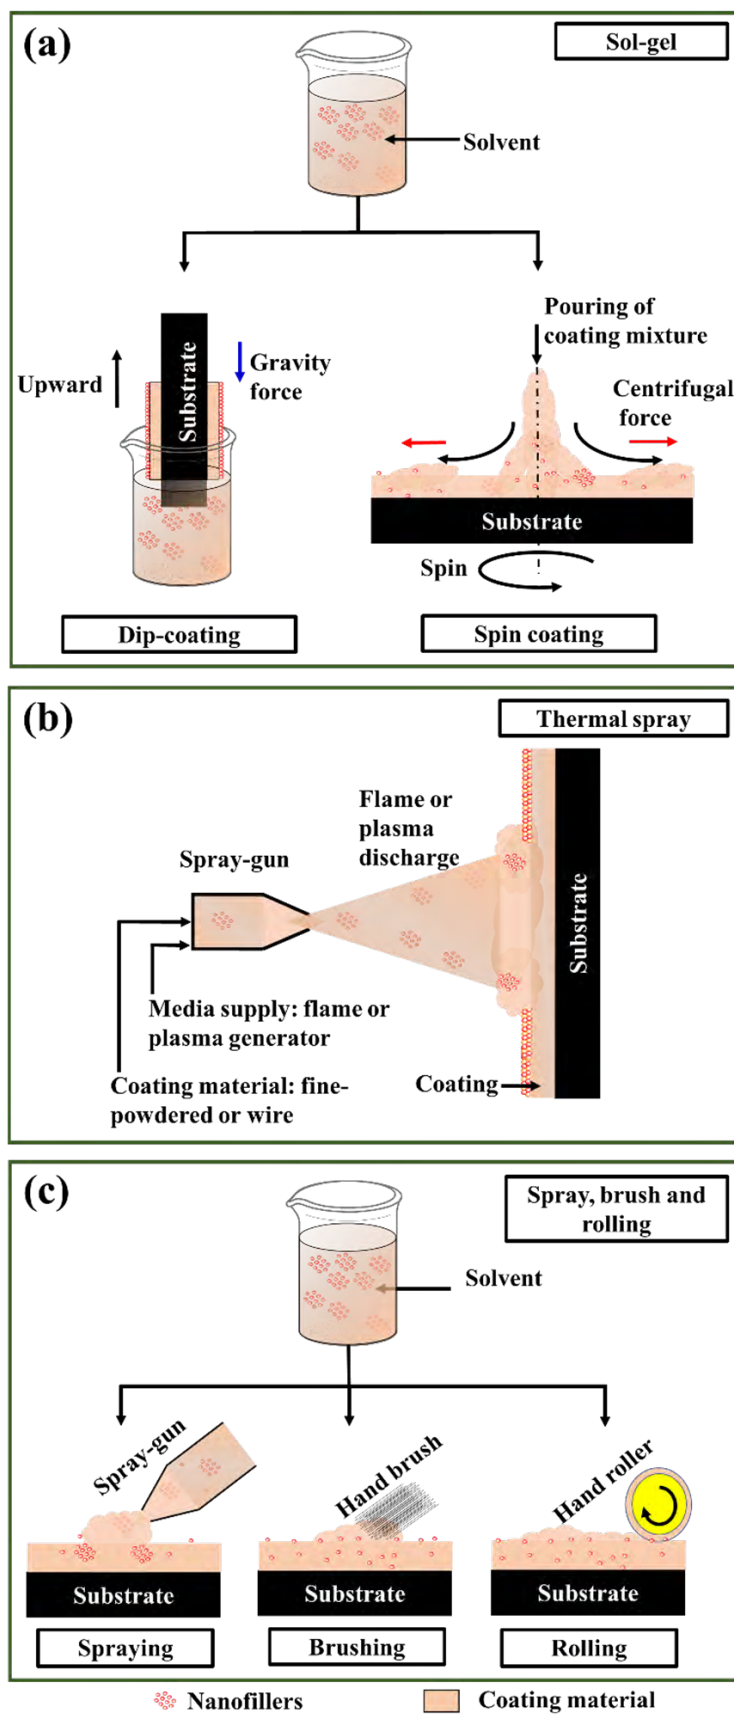 (a)
Sol-gel
Solvent
Pouring of
coating mixture
Upward
Substrate
Gravity
force
Centrifugal
force
Substrate
Spin
Dip-coating
Spin coating
(b)
Thermal spray
Flame or
plasma
discharge
Spray-gun
Substrate
Media supply: flame or
plasma generator
Coating material: fine-
powdered or wire
Coating
(c)
Spray, brush and
rolling
Solvent
Spray-gun
Hand brush
Hand roller
Substrate
Substrate
Substrate
Spraying
Brushing
Rolling
Nanofillers
Coating material